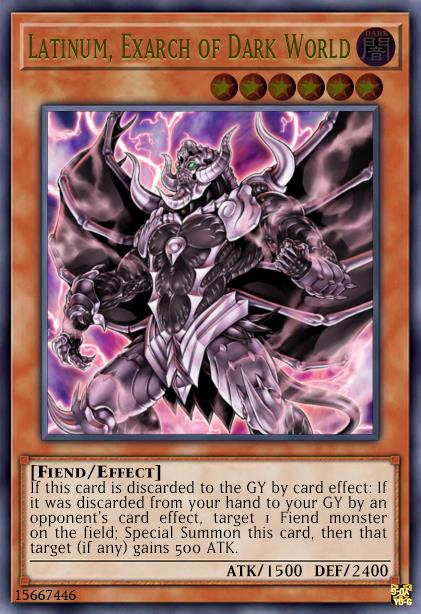 LATINUM, EXARCH OF DARK WORLD
DARK
闇
[FIEND/EFFECT]
If this card is discarded to the GY by card effect: If
it was discarded from your hand to your GY by an
opponent's card effect, target 1 Fiend monster
on the field; Special Summon this card, then that
target (if any) gains 500 ATK.
ATK/1500 DEF/2400
15667446